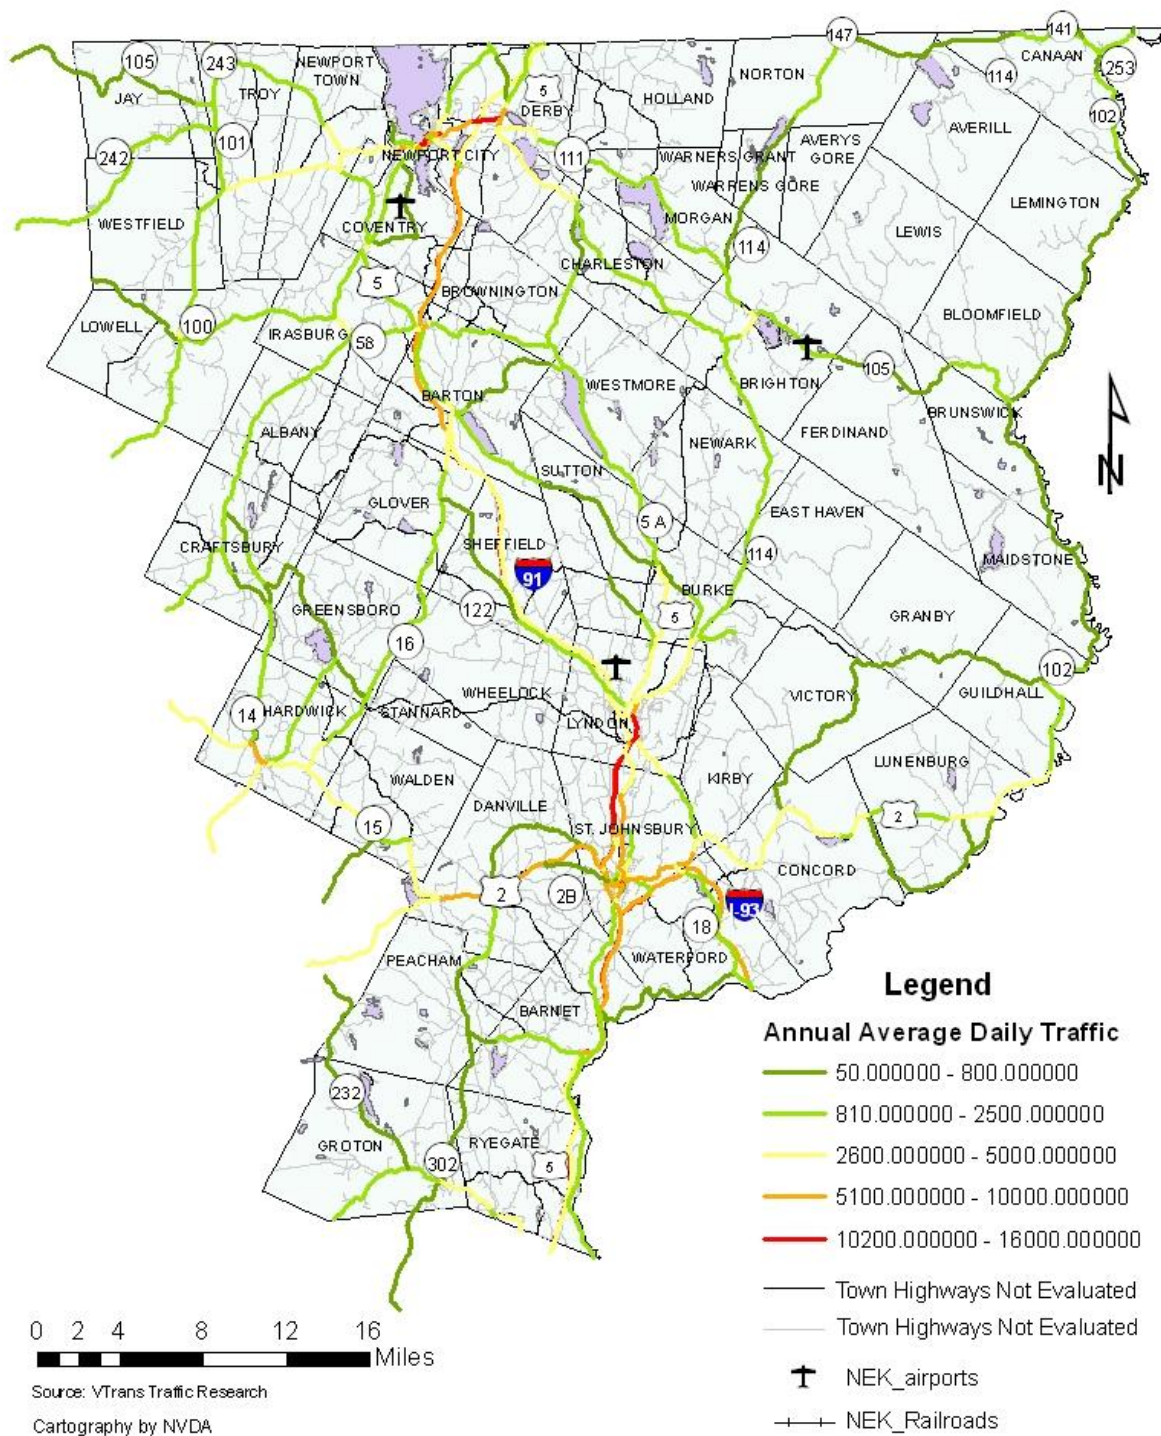 147
141
CANAAN
253
114
102
105
243
NEWPORT
TOWN
JAY
TROY
5
DERBY
HOLLAND
NORTON
AVERILL
AVERYS
GORE
101
242
NEWPORT CITY
111
WARNERS GRANT
WARRENS GORE
WESTFIELD
COVENTRY
MORGAN
LEMINGTON
LEWIS
114
CHARLESTON
5
BROWNINGTON
BLOOMFIELD
LOWELL
100
IRASBURG
58
105
BRIGHTON
WESTMORE
BARTON
BRUNSWICK
ALBANY
NEWARK
FERDINAND
N
SUTTON
GLOVER
EAST HAVEN
5 A
SHEFFIELD
CRAFTSBURY
114
MAIDSTONE
91
BURKE
GREENSBORO
122
5
GRANBY
16
102
WHEELOCK
VICTORY
GUILDHALL
14
HARDWICK
STANNARD
LYNDON
LUNENBURG
WALDEN
KIRBY
DANVILLE
15
ST. JOHNSBURY
2
CONCORD
2
2B
I-93
18
PEACHAM
WATERFORD
BARNET
232
GROTON
RYEGATE
302
5
Legend
Annual Average Daily Traffic
50.000000 - 800.000000
810.000000 - 2500.000000
2600.000000 - 5000.000000
5100.000000 - 10000.000000
10200.000000 - 16000.000000
Town Highways Not Evaluated
Town Highways Not Evaluated
NEK_airports
NEK_Railroads
0 2 4 8 12 16
Miles
Source: VTrans Traffic Research
Cartography by NVDA